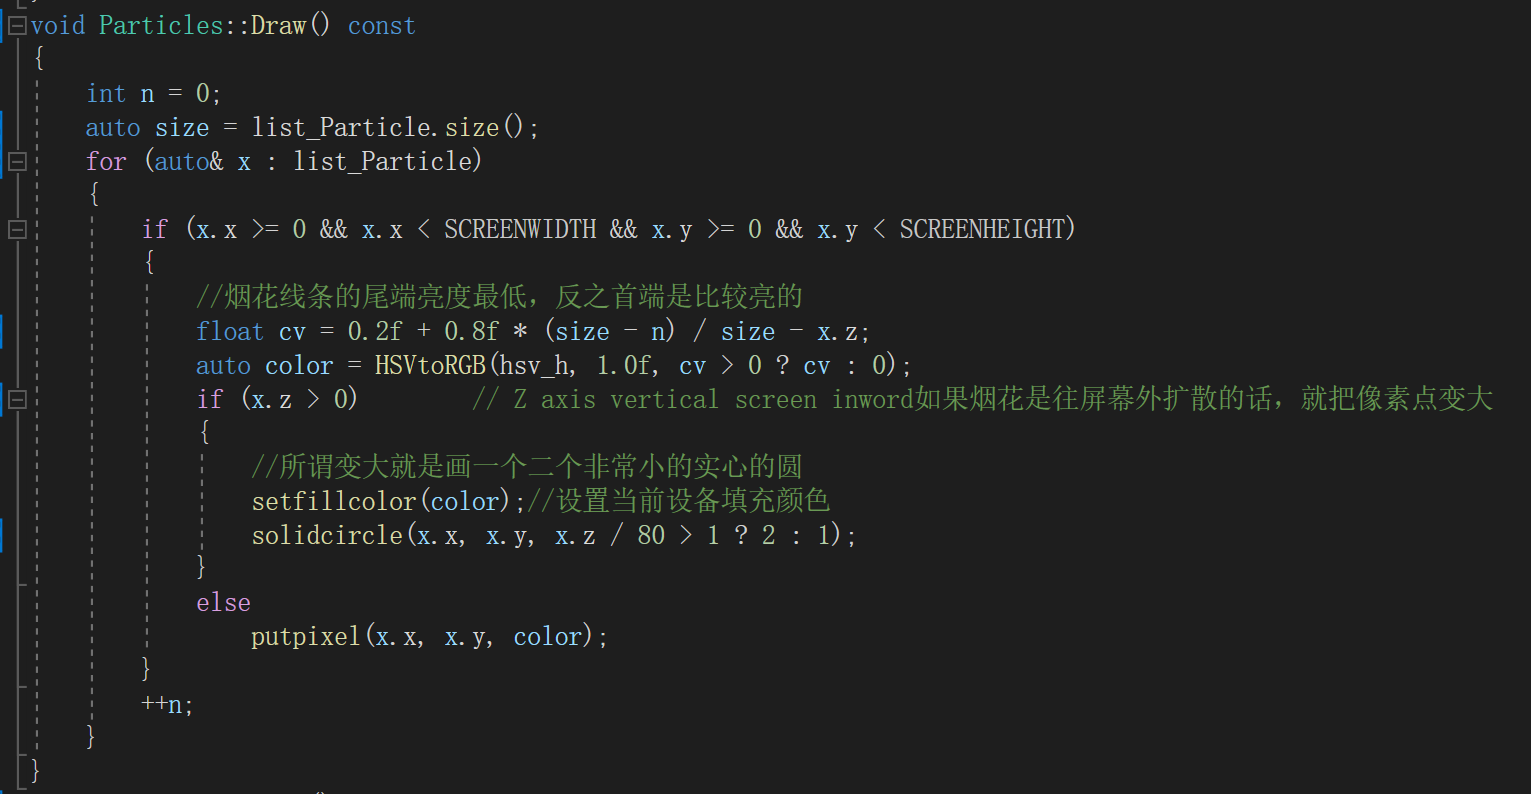 void Particles::Draw() const
{
    int n = 0;
    auto size = list_Particle.size();
    for (auto& x : list_Particle)
    {
        if (x.x >= 0 && x.x < SCREENWIDTH && x.y >= 0 && x.y < SCREENHEIGHT)
        {
            //烟花线条的尾端亮度最低，反之首端是比较亮的
            float cv = 0.2f + 0.8f * (size - n) / size - x.z;
            auto color = HSVtoRGB(hsv_h, 1.0f, cv > 0 ? cv : 0);
            if (x.z > 0)        // Z axis vertical screen inword如果烟花是往屏幕外扩散的话，就把像素点变大
            {
                //所谓变大就是画一个二个非常小的实心的圆
                setfillcolor(color);//设置当前设备填充颜色
                solidcircle(x.x, x.y, x.z / 80 > 1 ? 2 : 1);
            }
            else
                putpixel(x.x, x.y, color);
        }
        ++n;
    }
}